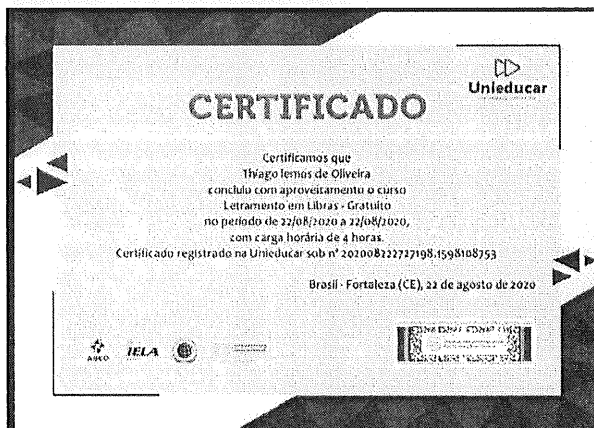 Unieducar
CERTIFICADO
Certificamos que
Thiago lemos de Oliveira
concluiu com aproveitamento o curso
Letramento em Libras - Gratuito
no período de 22/08/2020 a 22/08/2020,
com carga horária de 4 horas.
Certificado registrado na Unieducar sob nº 202008222727198.1598108753
Brasil - Fortaleza (CE), 22 de agosto de 2020
IELA